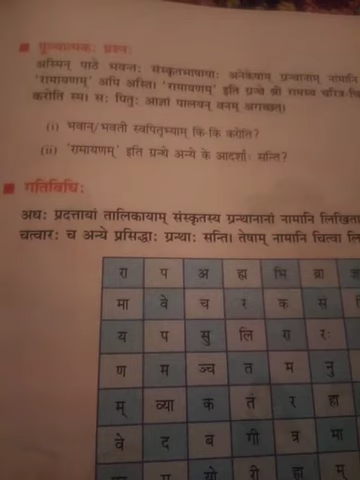 ■ मूल्यात्मकः प्रश्नः
अस्मिन् पाठे भवन्तः संस्कृतभाषायाः अनेकेषाम् ग्रन्थानाम् नामानि
'रामायणम्' अपि अस्ति। 'रामायणम्' इति ग्रन्थे श्री रामस्य चरित्र
करोति स्म। सः पितुः आज्ञां पालयन् वनम् अगच्छत्।
(i) भवान्/भवती स्वपितृभ्याम् किं-किं करोति?
(ii) 'रामायणम्' इति ग्रन्थे अन्ये के आदर्शाः सन्ति?
■ गतिविधिः
अधः प्रदत्तायां तालिकायाम् संस्कृतस्य ग्रन्थानानां नामानि
चत्वारः च अन्ये प्रसिद्धाः ग्रन्थाः सन्ति। तेषाम् नामानि चित्वा
रा प अ ह्म भि ब्रा
मा वे च र क सं
य प सु लि रा रः
ण म ञ्च त म नु
म् व्या क त र हा
वे द ब गी त्र मा